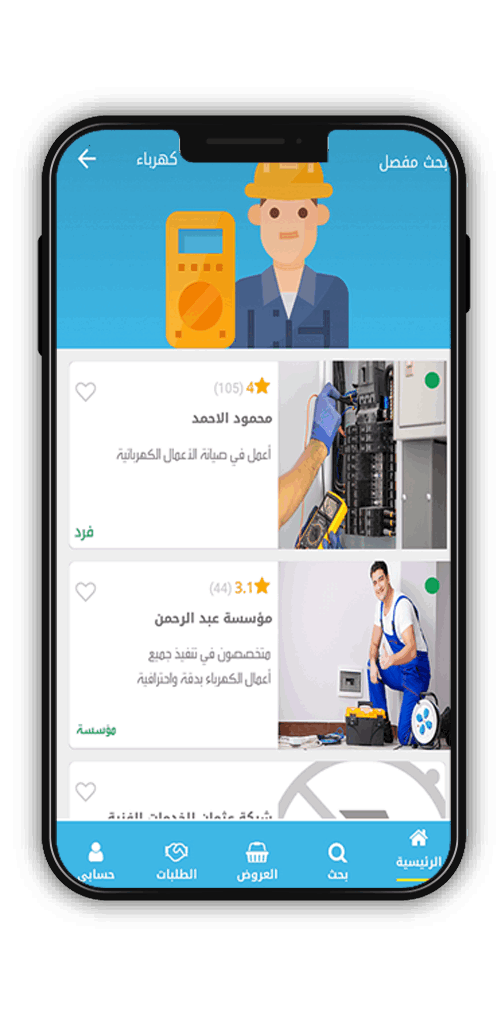 بحث مفصل
كهرباء
4 (105)
محمود الاحمد
أعمل في صيانة الأعمال الكهربائية
فرد
3.1 (44)
مؤسسة عبد الرحمن
متخصصون في تنفيذ جميع
أعمال الكهرباء بدقة واحترافية
مؤسسة
شركة عثمان للخدمات الفنية
الرئيسية
بحث
العروض
الطلبات
حسابي